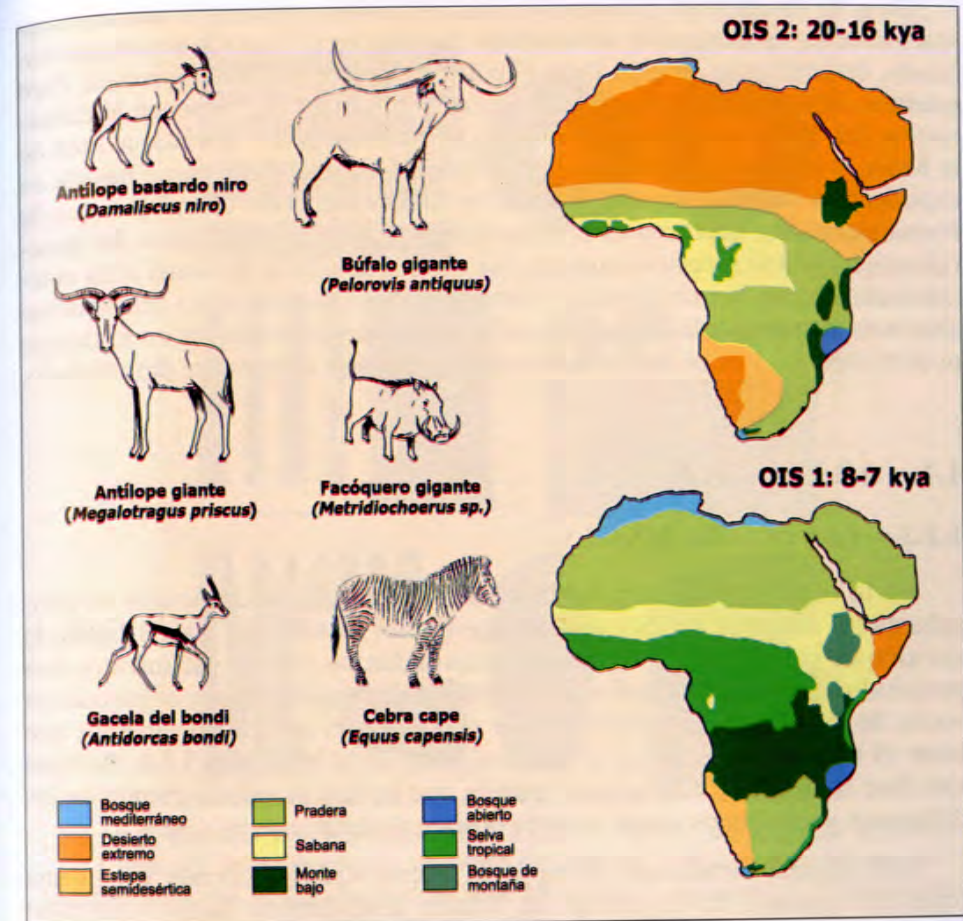 OIS 2: 20-16 kya
Antílope bastardo niro
(Damaliscus niro)
Búfalo gigante
(Pelorovis antiquus)
Antílope giante
(Megalotragus priscus)
Facóquero gigante
(Metridiochoerus sp.)
OIS 1: 8-7 kya
Gacela del bondi
(Antidorcas bondi)
Cebra cape
(Equus capensis)
Bosque
mediterráneo
Desierto
extremo
Estepa
semidesértica
Pradera
Sabana
Monte
bajo
Bosque
abierto
Selva
tropical
Bosque de
montaña